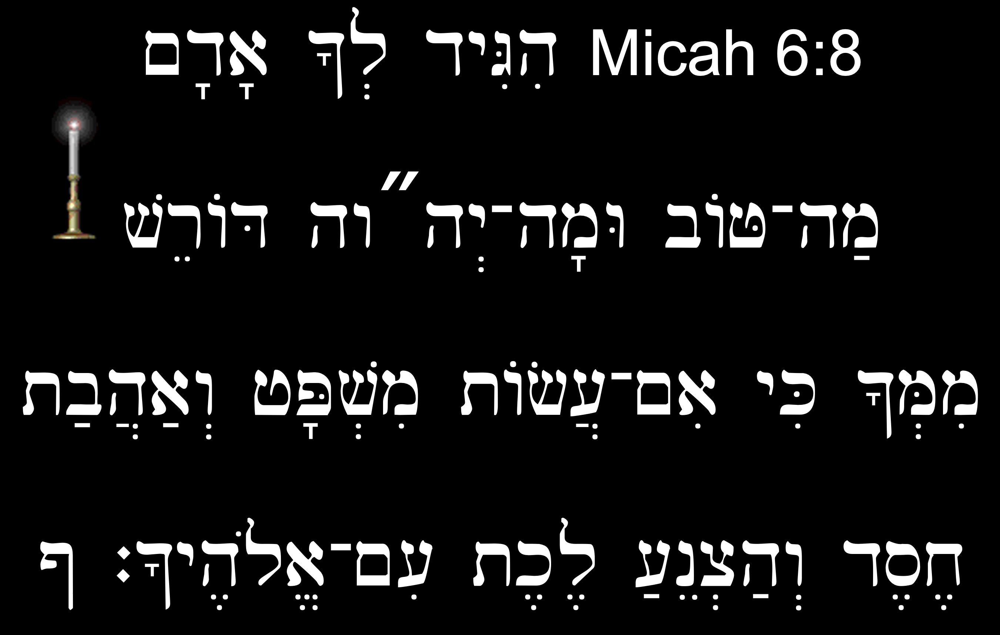 Micah 6:8 הִגִּיד לְךָ אָדָם
מַה־טּוֹב וּמָה־יְה״וה דּוֹרֵשׁ
מִמְּךָ כִּי אִם־עֲשׂוֹת מִשְׁפָּט וְאַהֲבַת
חֶסֶד וְהַצְנֵעַ לֶכֶת עִם־אֱלֹהֶיךָ׃ ף